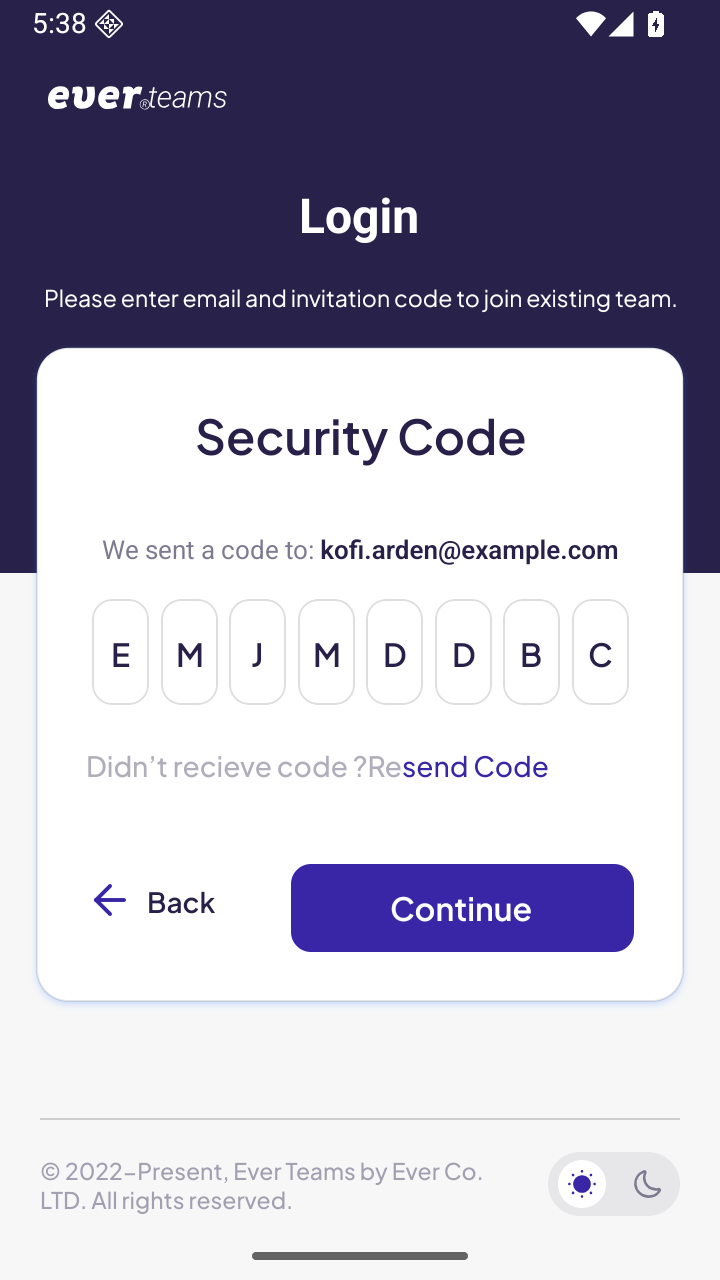 5:38
ever®teams
Login
Please enter email and invitation code to join existing team.
Security Code
We sent a code to: kofi.arden@example.com
E M J M D D B C
Didn’t recieve code ?Resend Code
Back
Continue
© 2022–Present, Ever Teams by Ever Co.
LTD. All rights reserved.